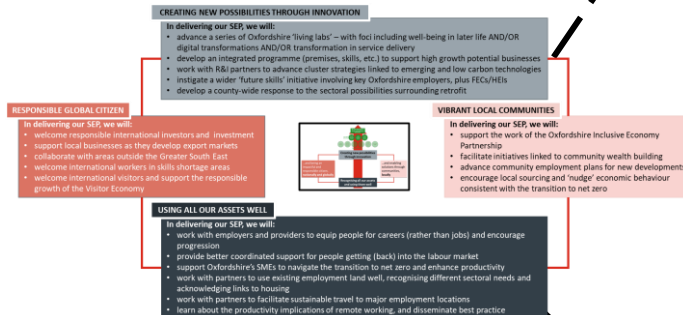 CREATING NEW POSSIBILITIES THROUGH INNOVATION
In delivering our SEP, we will:
• advance a series of Oxfordshire 'living labs' – with foci including well-being in later life AND/OR
digital transformations AND/OR transformation in service delivery
• develop an integrated programme (premises, skills, etc.) to support high growth potential businesses
• work with R&I partners to advance cluster strategies linked to emerging and low carbon technologies
• instigate a wider 'future skills' initiative involving key Oxfordshire employers, plus FECs/HEIs
• develop a county-wide response to the sectoral possibilities surrounding retrofit
RESPONSIBLE GLOBAL CITIZEN
In delivering our SEP, we will:
• welcome responsible international investors and investment
• support local businesses as they develop export markets
• collaborate with areas outside the Greater South East
• welcome international workers in skills shortage areas
• welcome international visitors and support the responsible
growth of the Visitor Economy
VIBRANT LOCAL COMMUNITIES
In delivering our SEP, we will:
• support the work of the Oxfordshire Inclusive Economy
Partnership
• facilitate initiatives linked to community wealth building
• advance community employment plans for new developments
• encourage local sourcing and 'nudge' economic behaviour
consistent with the transition to net zero
USING ALL OUR ASSETS WELL
In delivering our SEP, we will:
• work with employers and providers to equip people for careers (rather than jobs) and encourage
progression
• provide better coordinated support for people getting (back) into the labour market
• support Oxfordshire's SMEs to navigate the transition to net zero and enhance productivity
• work with partners to use existing employment land well, recognising different sectoral needs and
acknowledging links to housing
• work with partners to facilitate sustainable travel to major employment locations
• learn about the productivity implications of remote working, and disseminate best practice